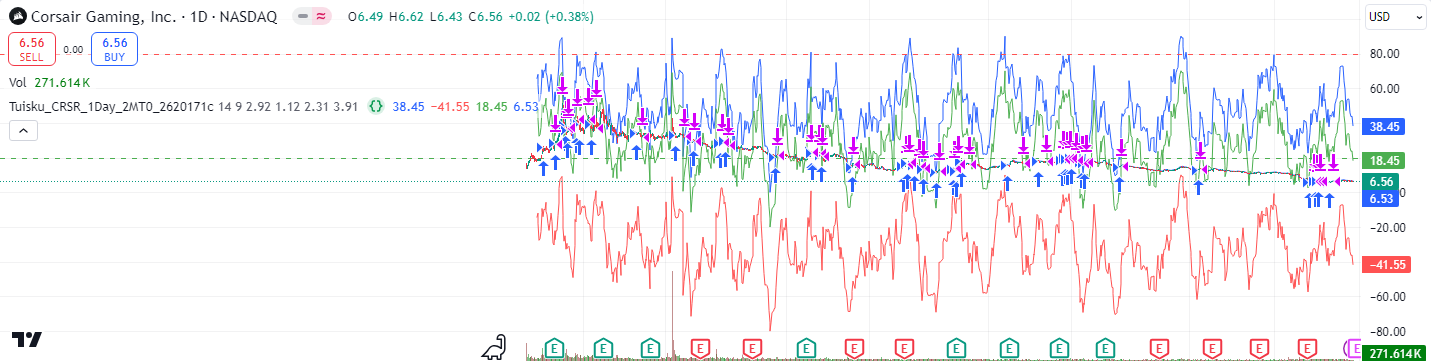 Corsair Gaming, Inc. · 1D · NASDAQ O6.49 H6.62 L6.43 C6.56 +0.02 (+0.38%) USD
6.56 SELL 0.00 6.56 BUY
Vol 271.614K
Tuisku_CRSR_1Day_2MT0_2620171c 14 9 2.92 1.12 2.31 3.91 {} 38.45 −41.55 18.45 6.53
80.00
60.00
38.45
18.45
6.56
0
6.53
−20.00
−41.55
−60.00
−80.00
E E E E E E E E E E E E E E E E E
271.614K